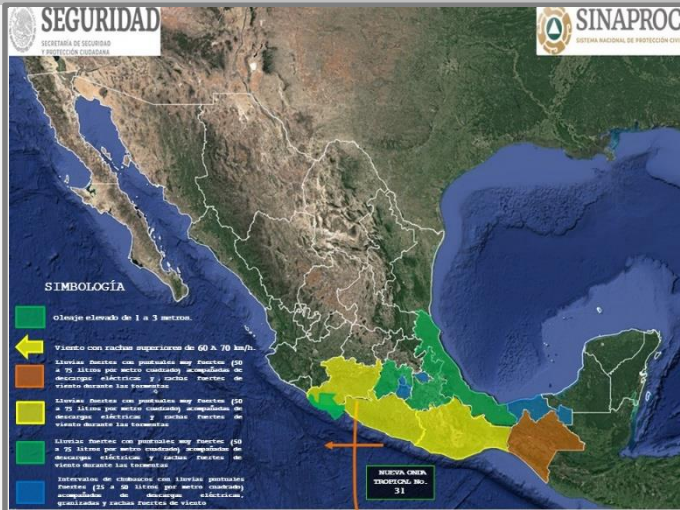 SEGURIDAD
SECRETARÍA DE SEGURIDAD
Y PROTECCIÓN CIUDADANA
SINAPROC
SISTEMA NACIONAL DE PROTECCIÓN CIVI
SIMBOLOGÍA
Oleaje elevado de 1 a 3 metros.
Viento con rachas superiores de 60 A 70 km/h.
Lluvias fuertes con puntuales muy fuertes (50
a 75 litros por metro cuadrado) acompañadas de
descargas eléctricas y rachas fuertes de
viento durante las tormentas
Lluvias fuertes con puntuales muy fuertes (50
a 75 litros por metro cuadrado) acompañadas de
descargas eléctricas y rachas fuertes de
viento durante las tormentas
Lluvias fuertes con puntuales muy fuertes (50
a 75 litros por metro cuadrado) acompañadas de
descargas eléctricas y rachas fuertes de
viento durante las tormentas
Intervalos de chubascos con lluvias puntuales
fuertes (25 a 50 litros por metro cuadrado)
acompañadas de descargas eléctricas,
granizadas y rachas fuertes de viento
NUEVA ONDA
TROPICAL No.
31